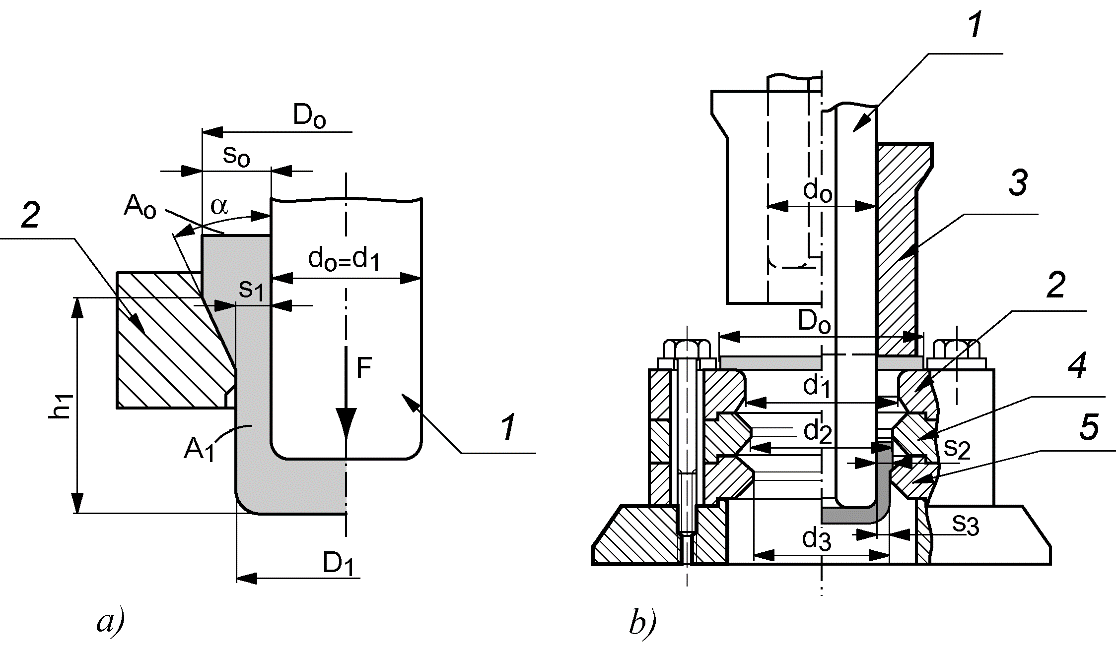 Do
so
Ao
α
2
do=d1
s1
F
h1
A1
1
D1
a)
1
do
3
Do
2
d1
4
d2
5
s2
s3
d3
b)